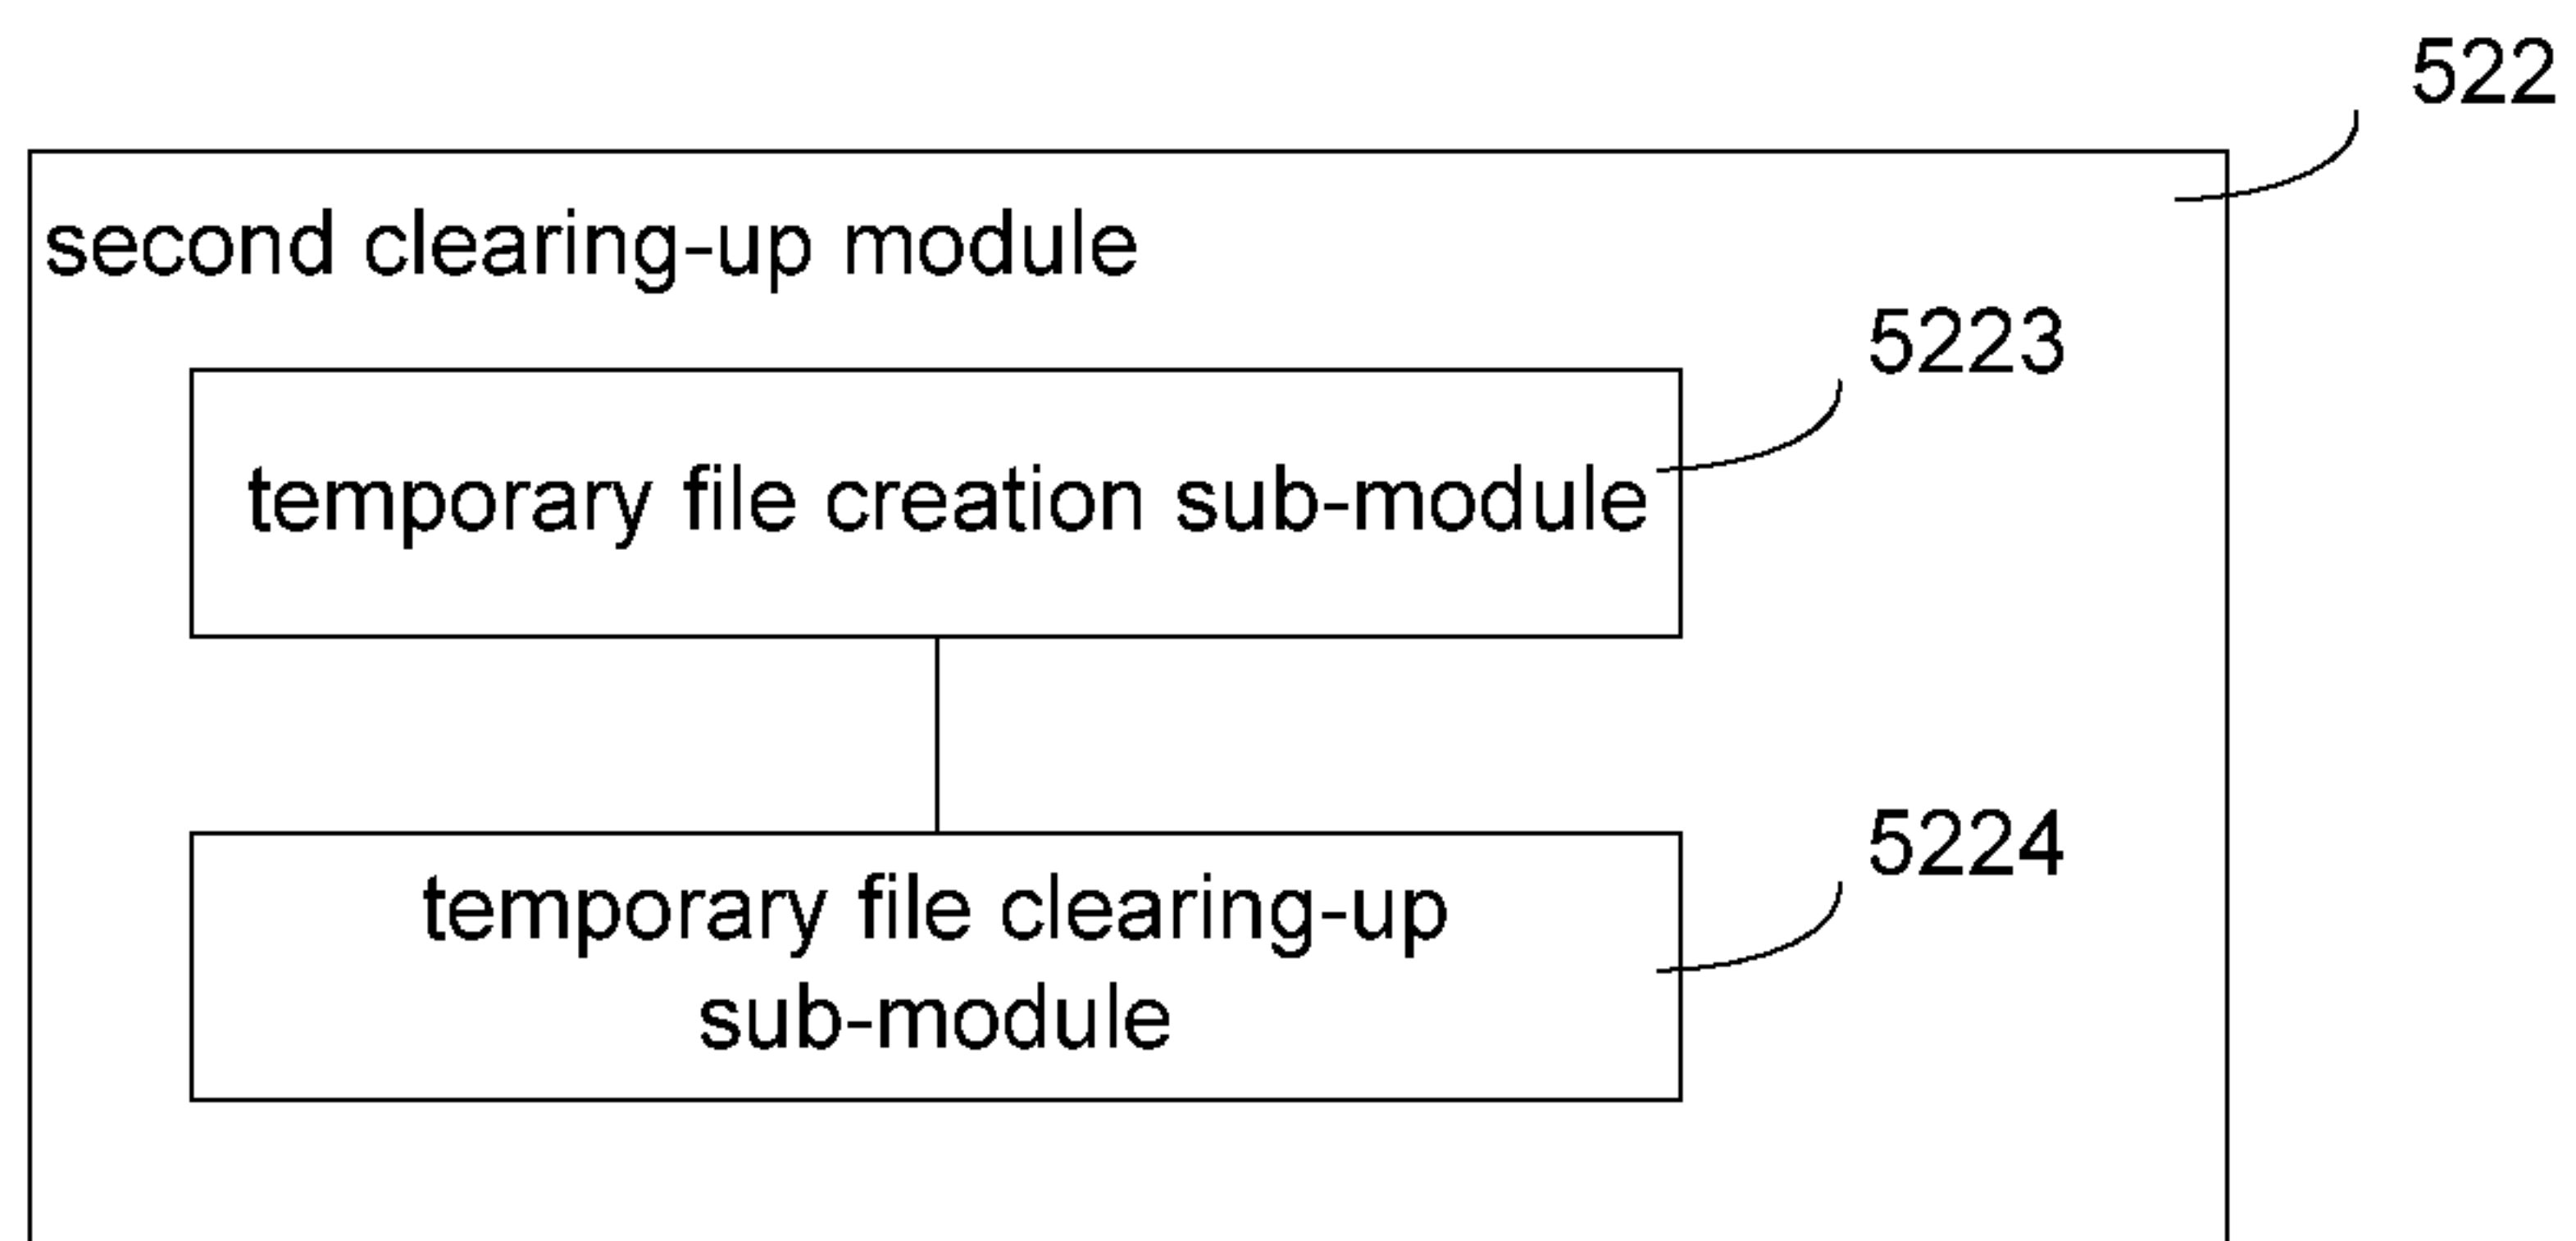 522
second clearing-up module
5223
temporary file creation sub-module
5224
temporary file clearing-up
sub-module